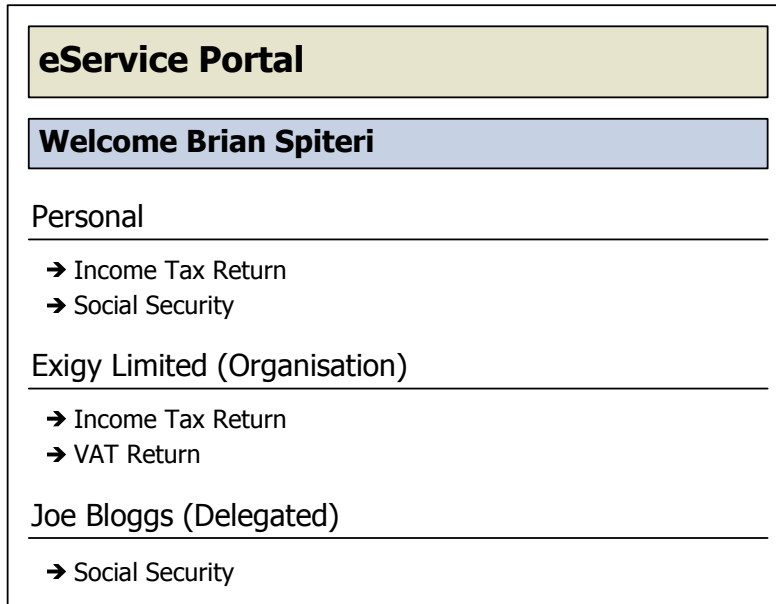 eService Portal
Welcome Brian Spiteri
Personal
➔ Income Tax Return
➔ Social Security
Exigy Limited (Organisation)
➔ Income Tax Return
➔ VAT Return
Joe Bloggs (Delegated)
➔ Social Security